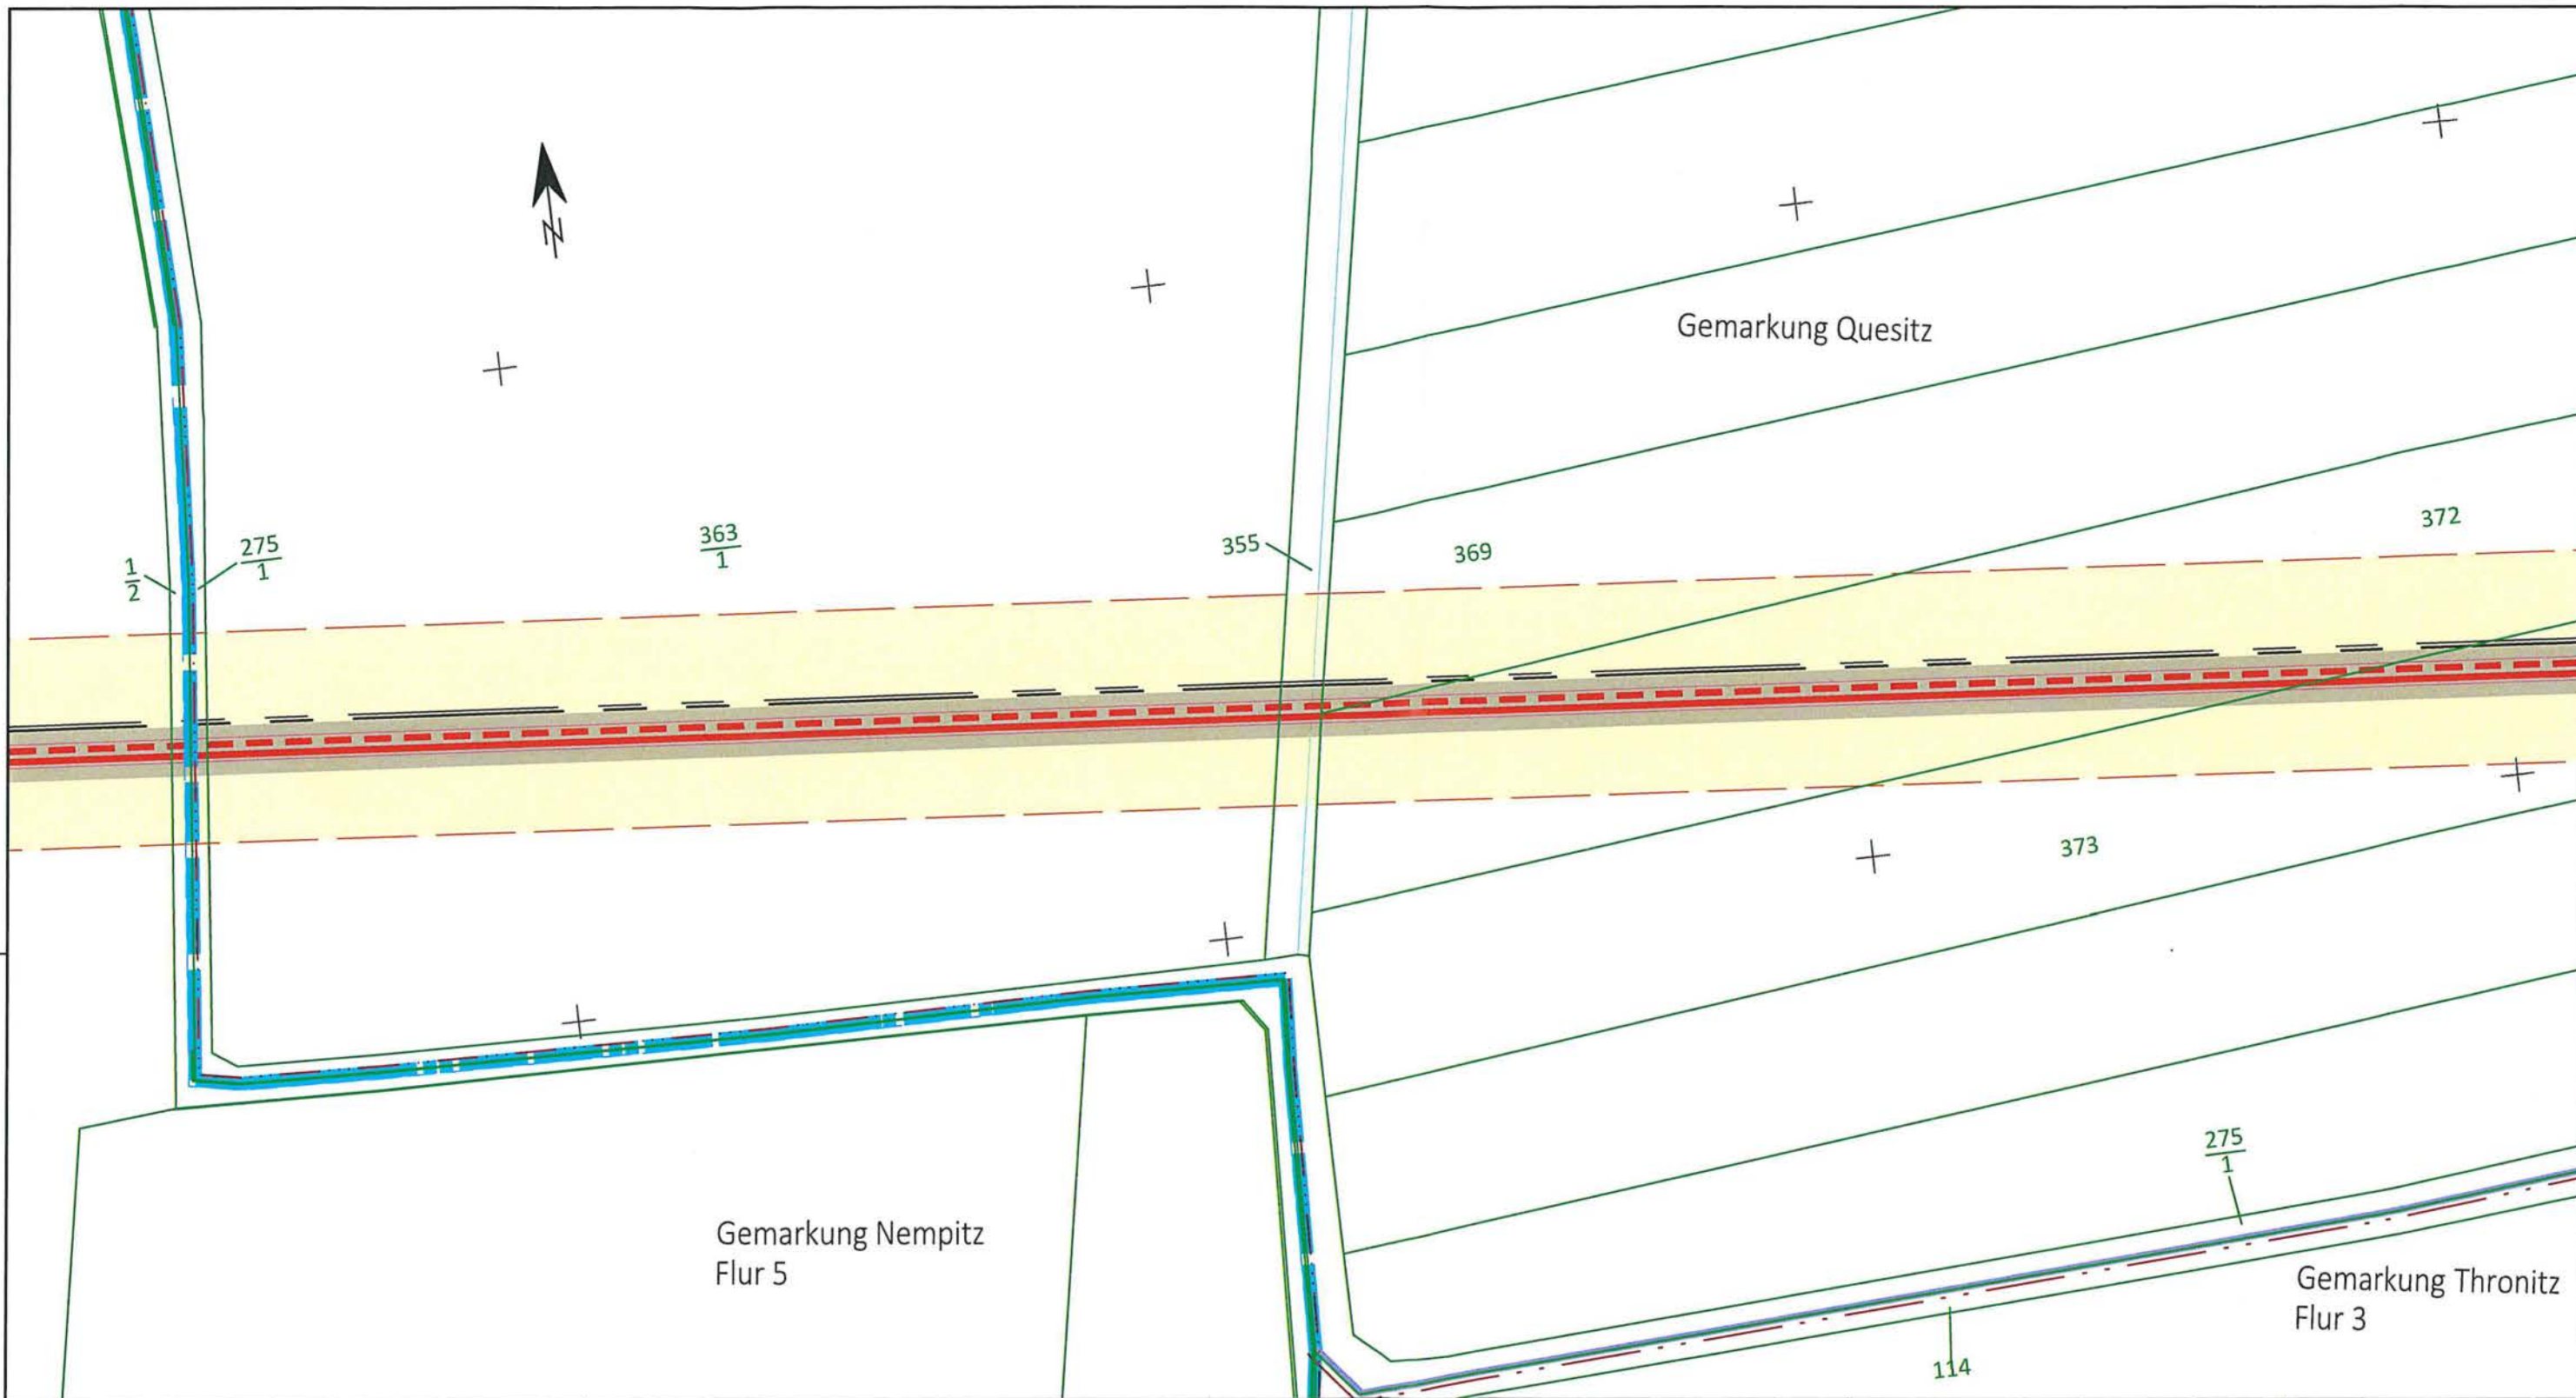 N
Gemarkung Quesitz
372
363
1
275
1
355
369
1
2
373
275
1
Gemarkung Nempitz
Flur 5
Gemarkung Thronitz
Flur 3
114